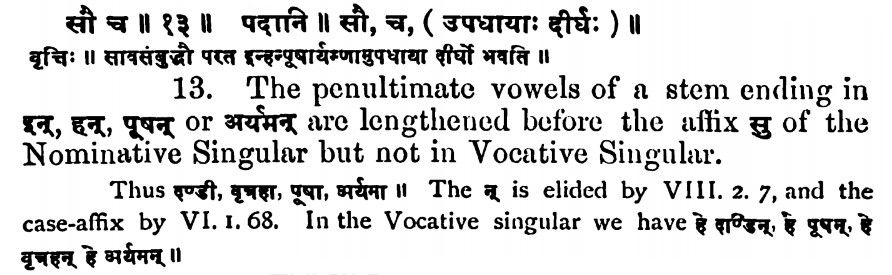 सौ च ॥ १३ ॥ पदानि ॥ सौ, च, ( उपधायाः दीर्घः ) ॥
वृत्तिः ॥ सावसंबुद्धौ परत इन्हन्पूषार्यम्णामुपधाया दीर्घो भवति ॥
13. The penultimate vowels of a stem ending in
इन्, हन्, पूषन् or अर्यमन् are lengthened before the affix सु of the
Nominative Singular but not in Vocative Singular.
Thus दण्डी, वृत्रहा, पूषा, अर्यमा ॥ The न् is elided by VIII. 2. 7, and the
case-affix by VI. 1. 68. In the Vocative singular we have हे दण्डिन्, हे पूषन्, हे
वृत्रहन् हे अर्यमन् ॥